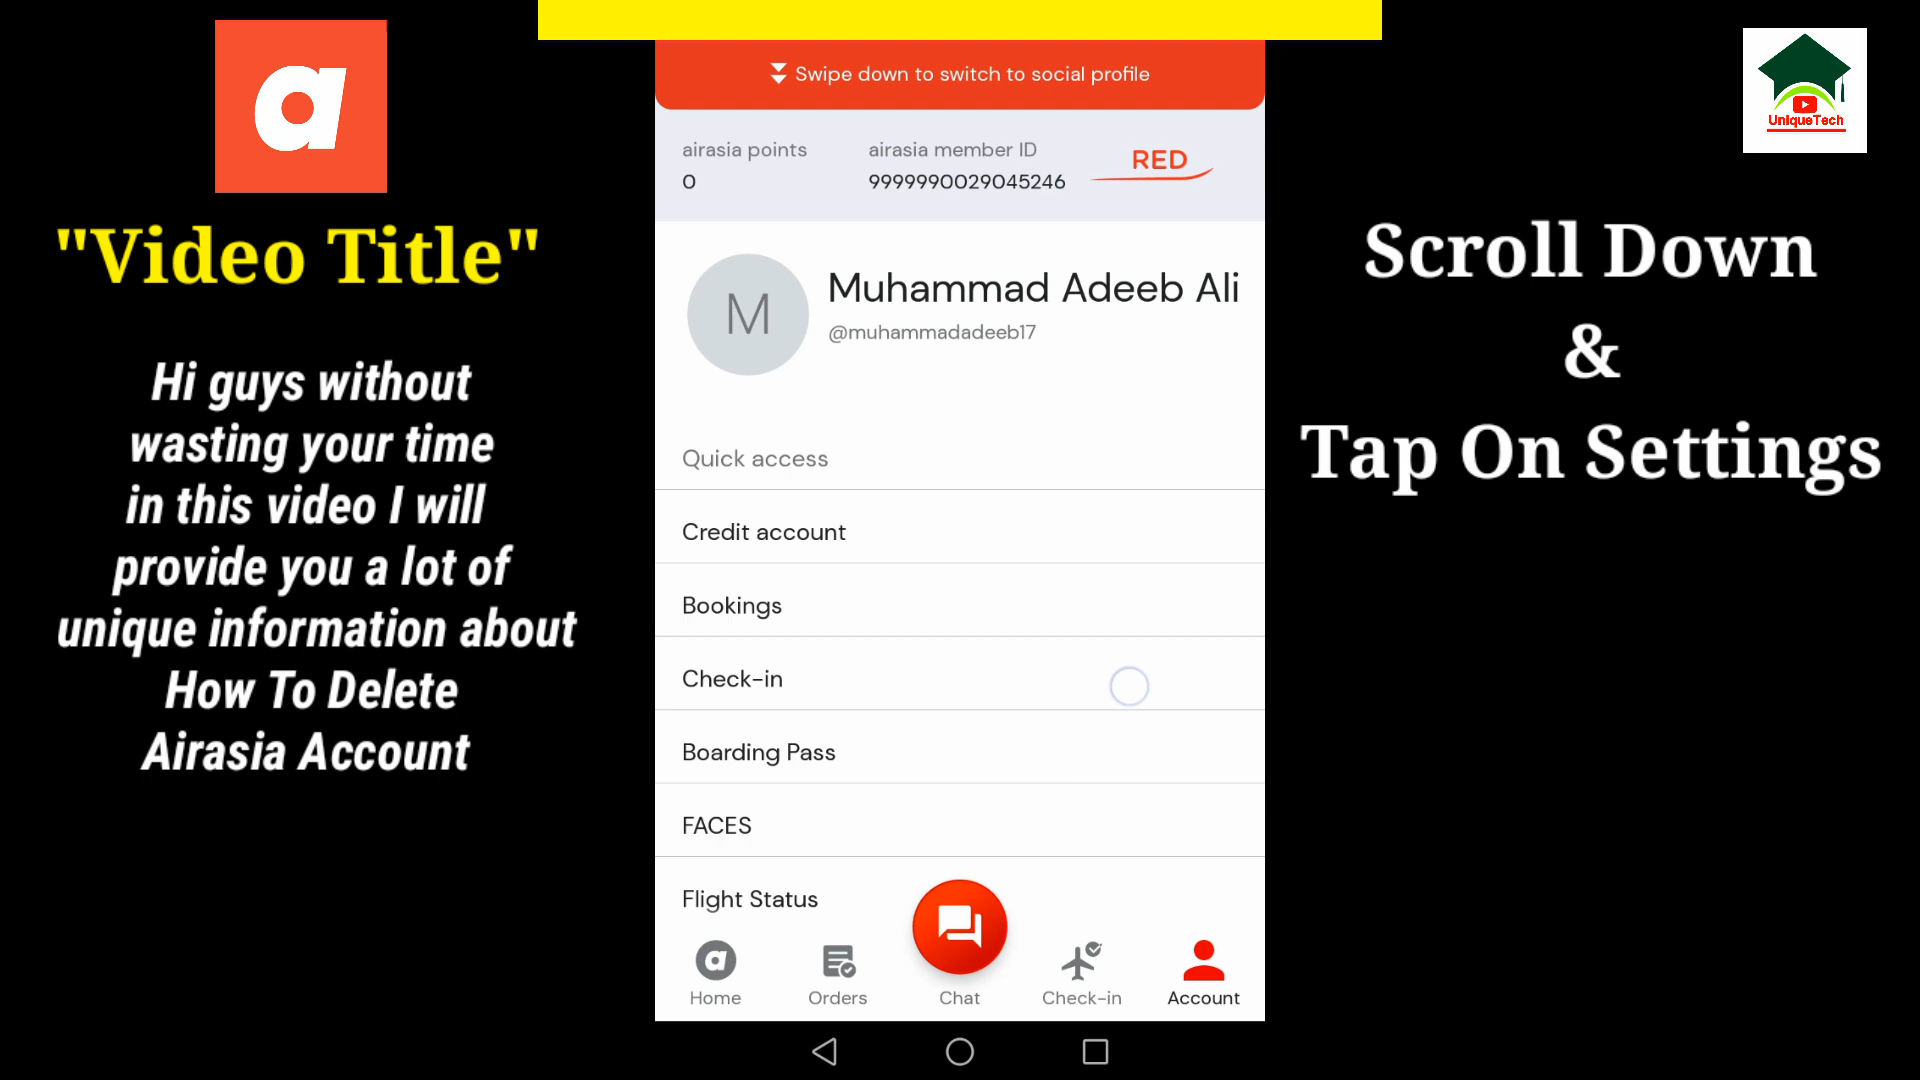 "Video Title"
Hi guys without
wasting your time
in this video I will
provide you a lot of
unique information about
How To Delete
Airasia Account
Swipe down to switch to social profile
airasia points
0
airasia member ID
9999990029045246
RED
M
Muhammad Adeeb Ali
@muhammadadeeb17
Quick access
Credit account
Bookings
Check-in
Boarding Pass
FACES
Flight Status
Home
Orders
Chat
Check-in
Account
UniqueTech
Scroll Down
&
Tap On Settings